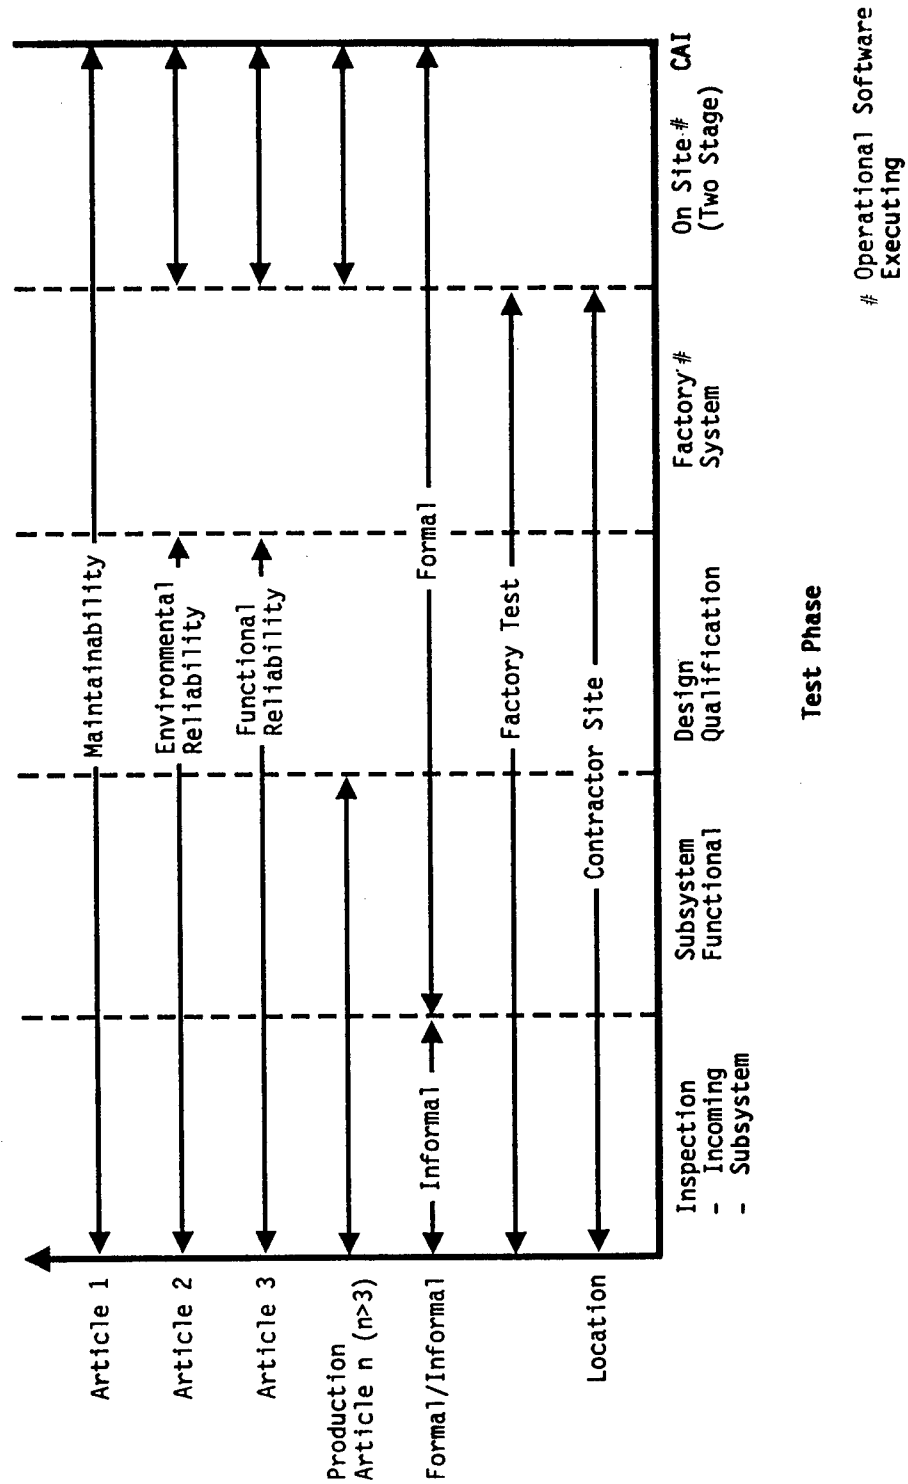 Article 1
Maintainability
Article 2
Environmental
Reliability
Article 3
Functional
Reliability
Production
Article n (n>3)
Formal/Informal
Informal
Formal
Factory Test
Location
Contractor Site
Inspection
- Incoming
- Subsystem
Subsystem
Functional
Design
Qualification
Factory #
System
On Site #
(Two Stage)
CAI
Test Phase
# Operational Software
Executing